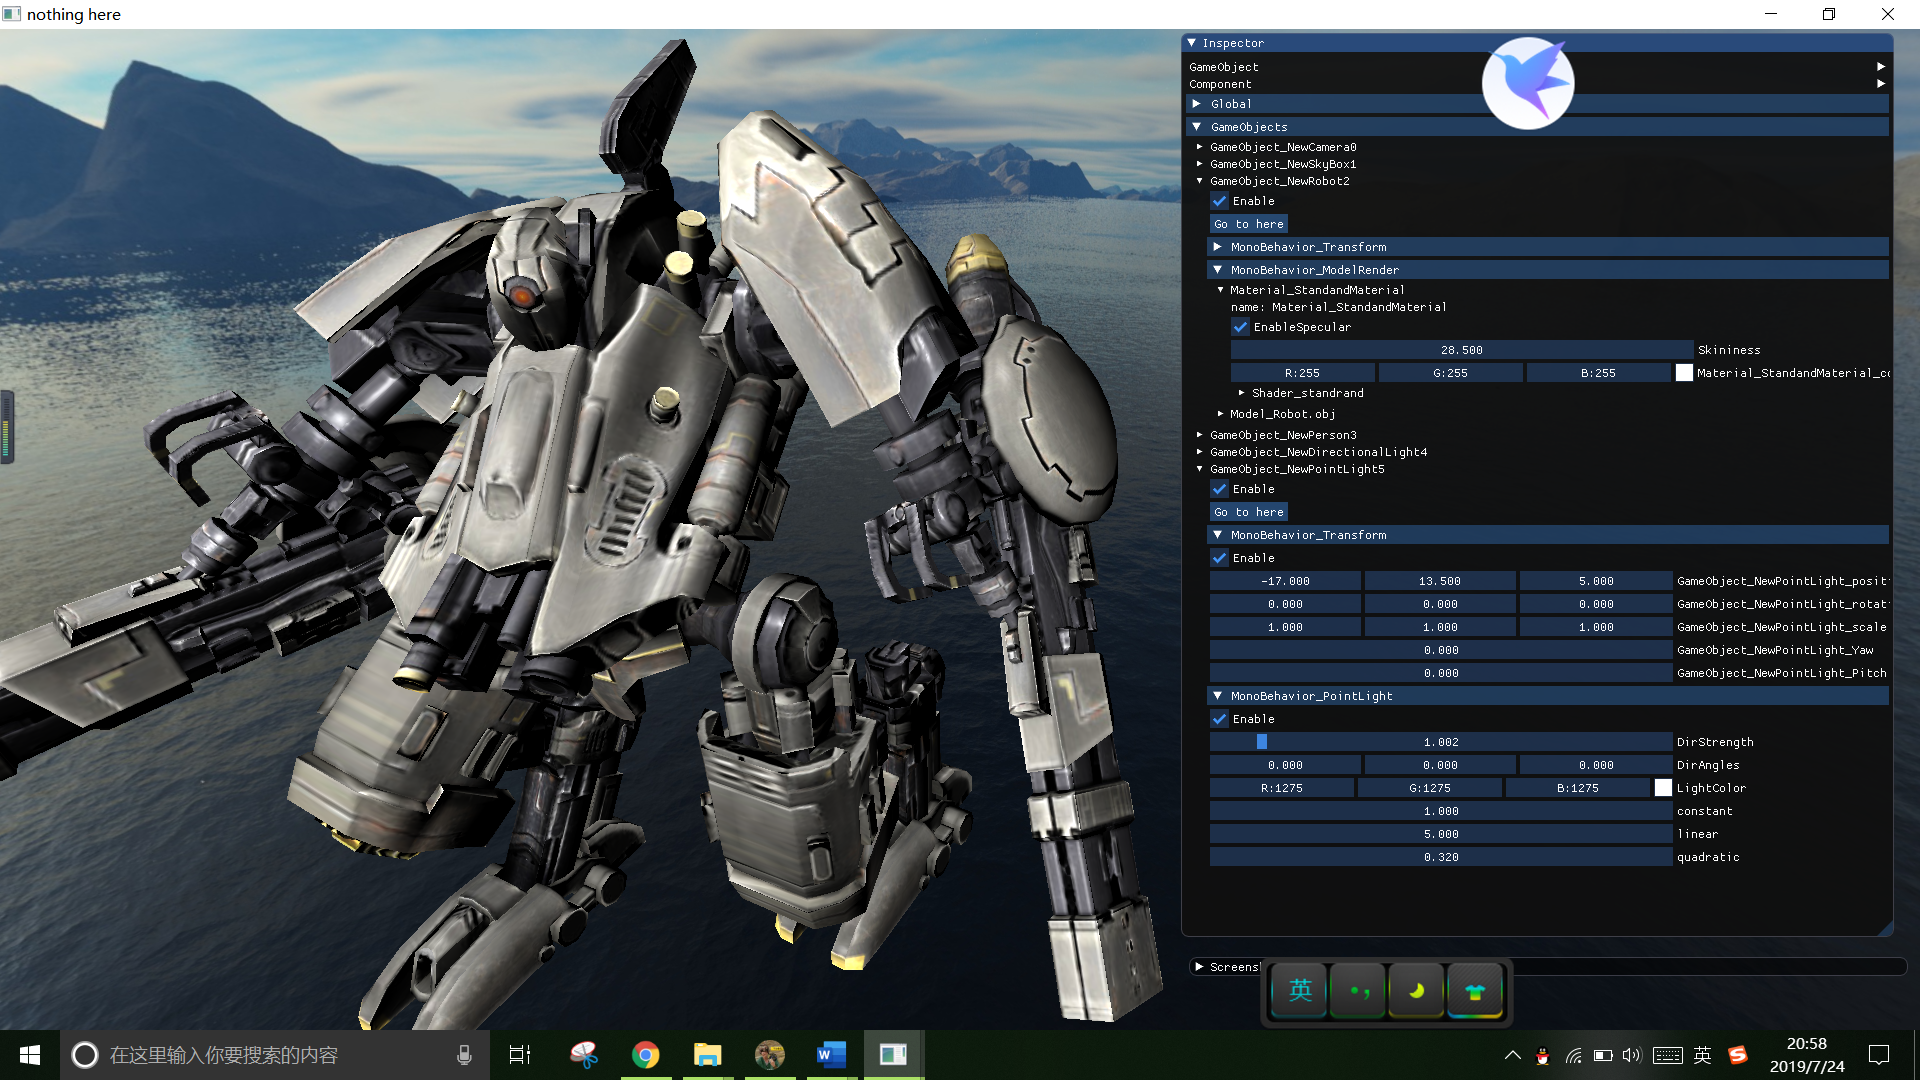 nothing here
Inspector
GameObject
Component
Global
GameObjects
GameObject_NewCamera0
GameObject_NewSkyBox1
GameObject_NewRobot2
Enable
Go to here
MonoBehavior_Transform
MonoBehavior_ModelRender
Material_StandandMaterial
name: Material_StandandMaterial
EnableSpecular
28.500 Skininess
R:255 G:255 B:255 Material_StandandMaterial_co
Shader_standrand
Model_Robot.obj
GameObject_NewPerson3
GameObject_NewDirectionalLight4
GameObject_NewPointLight5
Enable
Go to here
MonoBehavior_Transform
Enable
-17.000 13.500 5.000 GameObject_NewPointLight_posit
0.000 0.000 0.000 GameObject_NewPointLight_rotat
1.000 1.000 1.000 GameObject_NewPointLight_scale
0.000 GameObject_NewPointLight_Yaw
0.000 GameObject_NewPointLight_Pitch
MonoBehavior_PointLight
Enable
1.002 DirStrength
0.000 0.000 0.000 DirAngles
R:1275 G:1275 B:1275 LightColor
1.000 constant
5.000 linear
0.320 quadratic
Screens
英
在这里输入你要搜索的内容
英
20:58
2019/7/24